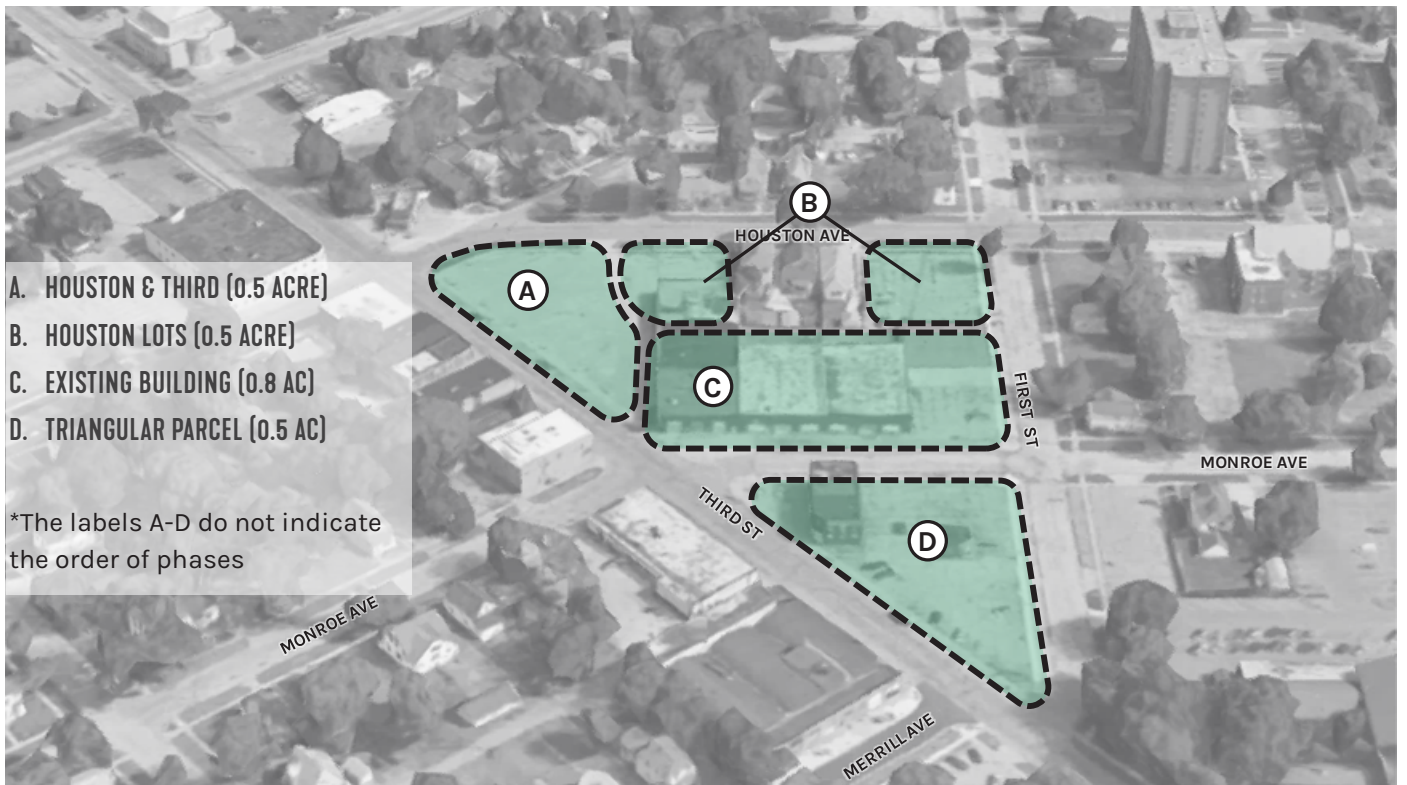 B
HOUSTON AVE
A
A. HOUSTON & THIRD (0.5 ACRE)
B. HOUSTON LOTS (0.5 ACRE)
C. EXISTING BUILDING (0.8 AC)
D. TRIANGULAR PARCEL (0.5 AC)
*The labels A-D do not indicate
the order of phases
C
FIRST ST
MONROE AVE
THIRD ST
D
MONROE AVE
MERRILL AVE